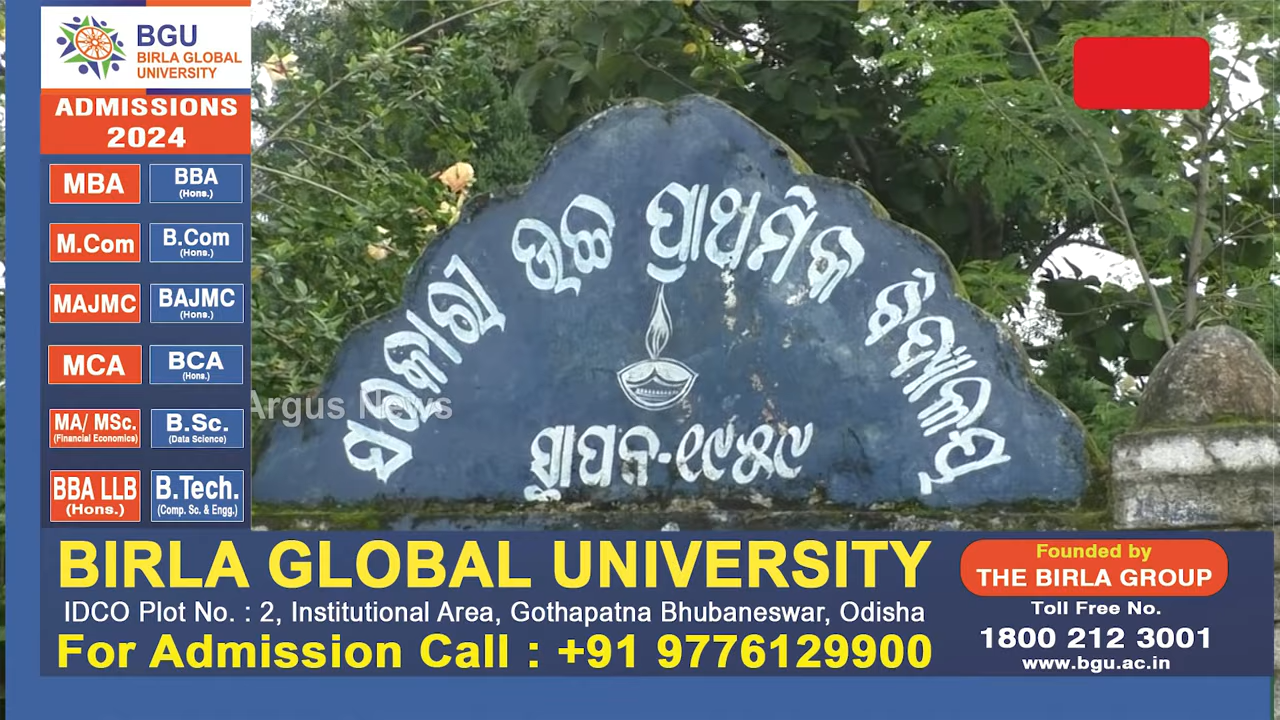 BGU
BIRLA GLOBAL
UNIVERSITY
ADMISSIONS
2024
MBA
BBA
(Hons.)
M.Com
B.Com
(Hons.)
MAJMC
BAJMC
(Hons.)
MCA
BCA
(Hons.)
MA/ MSc.
(Financial Economics)
B.Sc.
(Data Science)
BBA LLB
(Hons.)
B.Tech.
(Comp. Sc. & Engg.)
ସରକାରୀ ଉଚ୍ଚ ପ୍ରାଥମିକ ବିଦ୍ୟାଳୟ
ସ୍ଥାପନ-୧୯୫୯
Argus News
BIRLA GLOBAL UNIVERSITY
IDCO Plot No. : 2, Institutional Area, Gothapatna Bhubaneswar, Odisha
For Admission Call : +91 9776129900
Founded by
THE BIRLA GROUP
Toll Free No.
1800 212 3001
www.bgu.ac.in